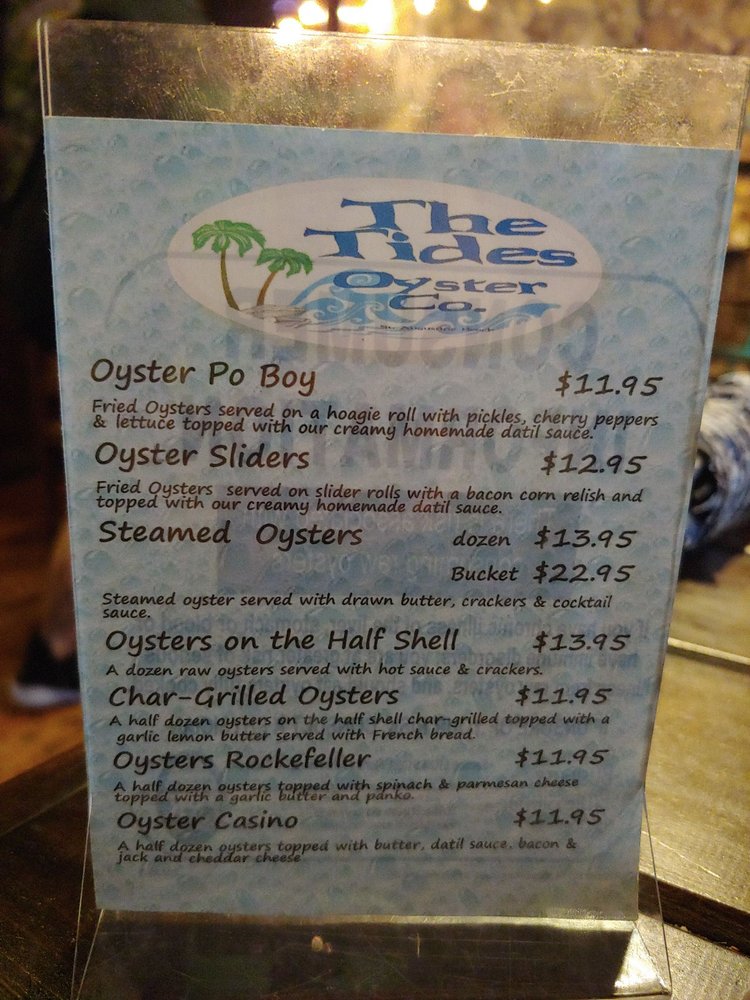 The
Tides
Oyster
Co.
Oyster Po Boy $11.95
Fried Oysters served on a hoagie roll with pickles, cherry peppers
& lettuce topped with our creamy homemade datil sauce.
Oyster Sliders $12.95
Fried Oysters served on slider rolls with a bacon corn relish and
topped with our creamy homemade datil sauce.
Steamed Oysters dozen $13.95
Bucket $22.95
Steamed oyster served with drawn butter, crackers & cocktail
sauce.
Oysters on the Half Shell $13.95
A dozen raw oysters served with hot sauce & crackers.
Char-Grilled Oysters $11.95
A half dozen oysters on the half shell char-grilled topped with a
garlic lemon butter served with French bread.
Oysters Rockefeller $11.95
A half dozen oysters topped with spinach & parmesan cheese
topped with a garlic butter and panko.
Oyster Casino $11.95
A half dozen oysters topped with butter, datil sauce, bacon &
jack and cheddar cheese